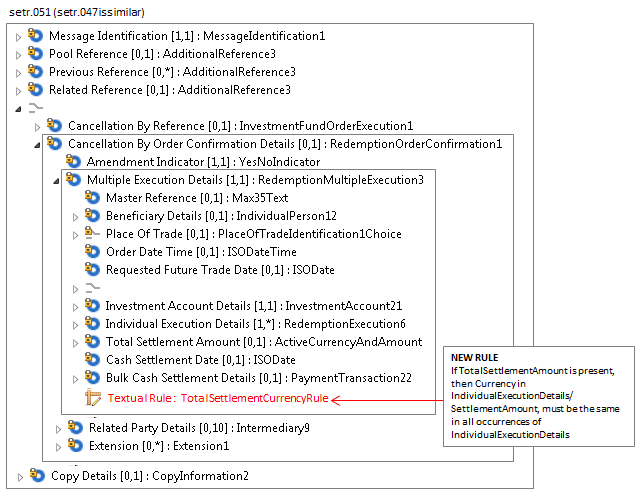 setr.051 (setr.047issimilar)
Message Identification [1,1] : MessageIdentification1
Pool Reference [0,1] : AdditionalReference3
Previous Reference [0,*] : AdditionalReference3
Related Reference [0,1] : AdditionalReference3
Cancellation By Reference [0,1] : InvestmentFundOrderExecution1
Cancellation By Order Confirmation Details [0,1] : RedemptionOrderConfirmation1
Amendment Indicator [1,1] : YesNoIndicator
Multiple Execution Details [1,1] : RedemptionMultipleExecution3
Master Reference [0,1] : Max35Text
Beneficiary Details [0,1] : IndividualPerson12
Place Of Trade [0,1] : PlaceOfTradeIdentification1Choice
Order Date Time [0,1] : ISODateTime
Requested Future Trade Date [0,1] : ISODate
Investment Account Details [1,1] : InvestmentAccount21
Individual Execution Details [1,*] : RedemptionExecution6
Total Settlement Amount [0,1] : ActiveCurrencyAndAmount
Cash Settlement Date [0,1] : ISODate
Bulk Cash Settlement Details [0,1] : PaymentTransaction22
Textual Rule : TotalSettlementCurrencyRule
Related Party Details [0,10] : Intermediary9
Extension [0,*] : Extension1
Copy Details [0,1] : CopyInformation2
NEW RULE
If TotalSettlementAmount is present,
then Currency in
IndividualExecutionDetails/
SettlementAmount, must be the same
in all occurrences of
IndividualExecutionDetails